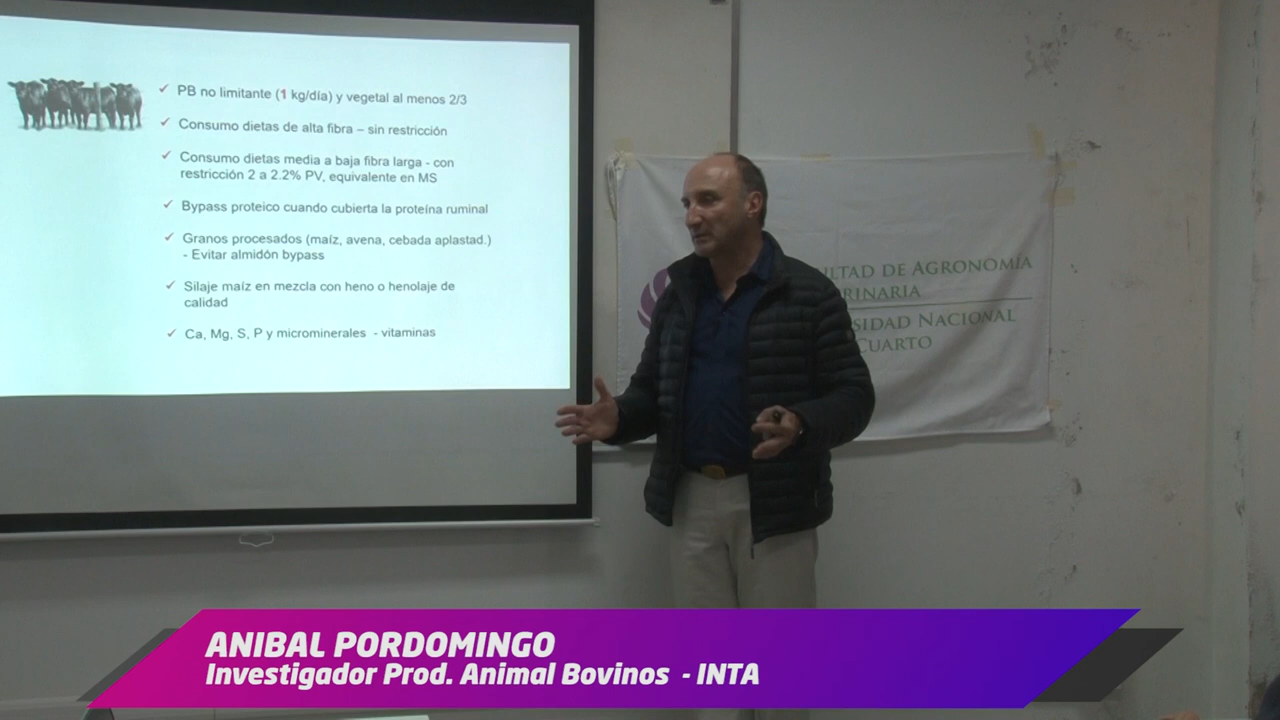 ✓ PB no limitante (1 kg/día) y vegetal al menos 2/3
✓ Consumo dietas de alta fibra – sin restricción
✓ Consumo dietas media a baja fibra larga - con
restricción 2 a 2.2% PV, equivalente en MS
✓ Bypass proteico cuando cubierta la proteína ruminal
✓ Granos procesados (maíz, avena, cebada aplastad.)
- Evitar almidón bypass
✓ Silaje maíz en mezcla con heno o henolaje de
calidad
✓ Ca, Mg, S, P y microminerales - vitaminas
ULTAD DE AGRONOMÍA
RINARIA
SIDAD NACIONAL
CUARTO
ANIBAL PORDOMINGO
Investigador Prod. Animal Bovinos - INTA